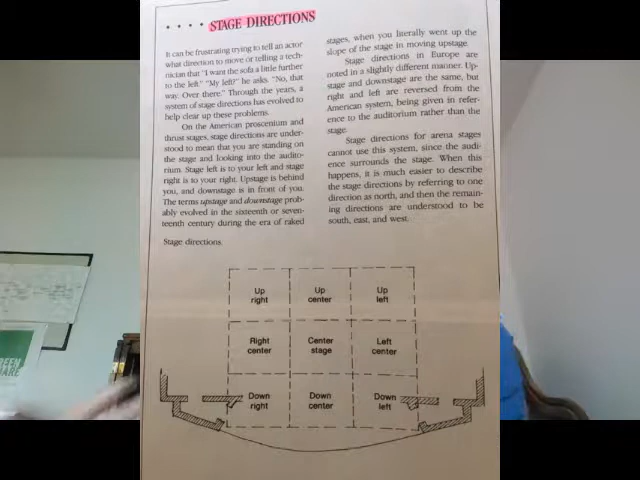 STAGE DIRECTIONS
It can be frustrating trying to tell an actor
what direction to move or telling a tech-
nician that "I want the sofa a little further
to the left." "My left?" he asks. "No, that
way. Over there." Through the years, a
system of stage directions has evolved to
help clear up these problems.
On the American proscenium and
thrust stages, stage directions are under-
stood to mean that you are standing on
the stage and looking into the audito-
rium. Stage left is to your left and stage
right is to your right. Upstage is behind
you, and downstage is in front of you.
The terms upstage and downstage prob-
ably evolved in the sixteenth or seven-
teenth century during the era of raked
stages, when you literally went up the
slope of the stage in moving upstage.
Stage directions in Europe are
noted in a slightly different manner. Up-
stage and downstage are the same, but
right and left are reversed from the
American system, being given in refer-
ence to the auditorium rather than the
stage.
Stage directions for arena stages
cannot use this system, since the audi-
ence surrounds the stage. When this
happens, it is much easier to describe
the stage directions by referring to one
direction as north, and then the remain-
ing directions are understood to be
south, east, and west.
Stage directions.
Up
right
Up
center
Up
left
Right
center
Center
stage
Left
center
Down
right
Down
center
Down
left